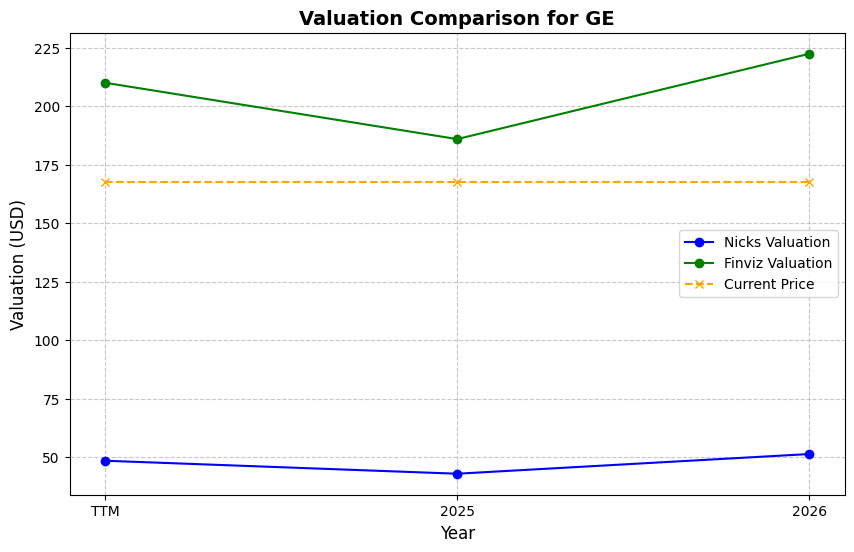 Valuation Comparison for GE
225
200
175
150
125
100
75
50
Valuation (USD)
Nicks Valuation
Finviz Valuation
Current Price
TTM
2025
2026
Year